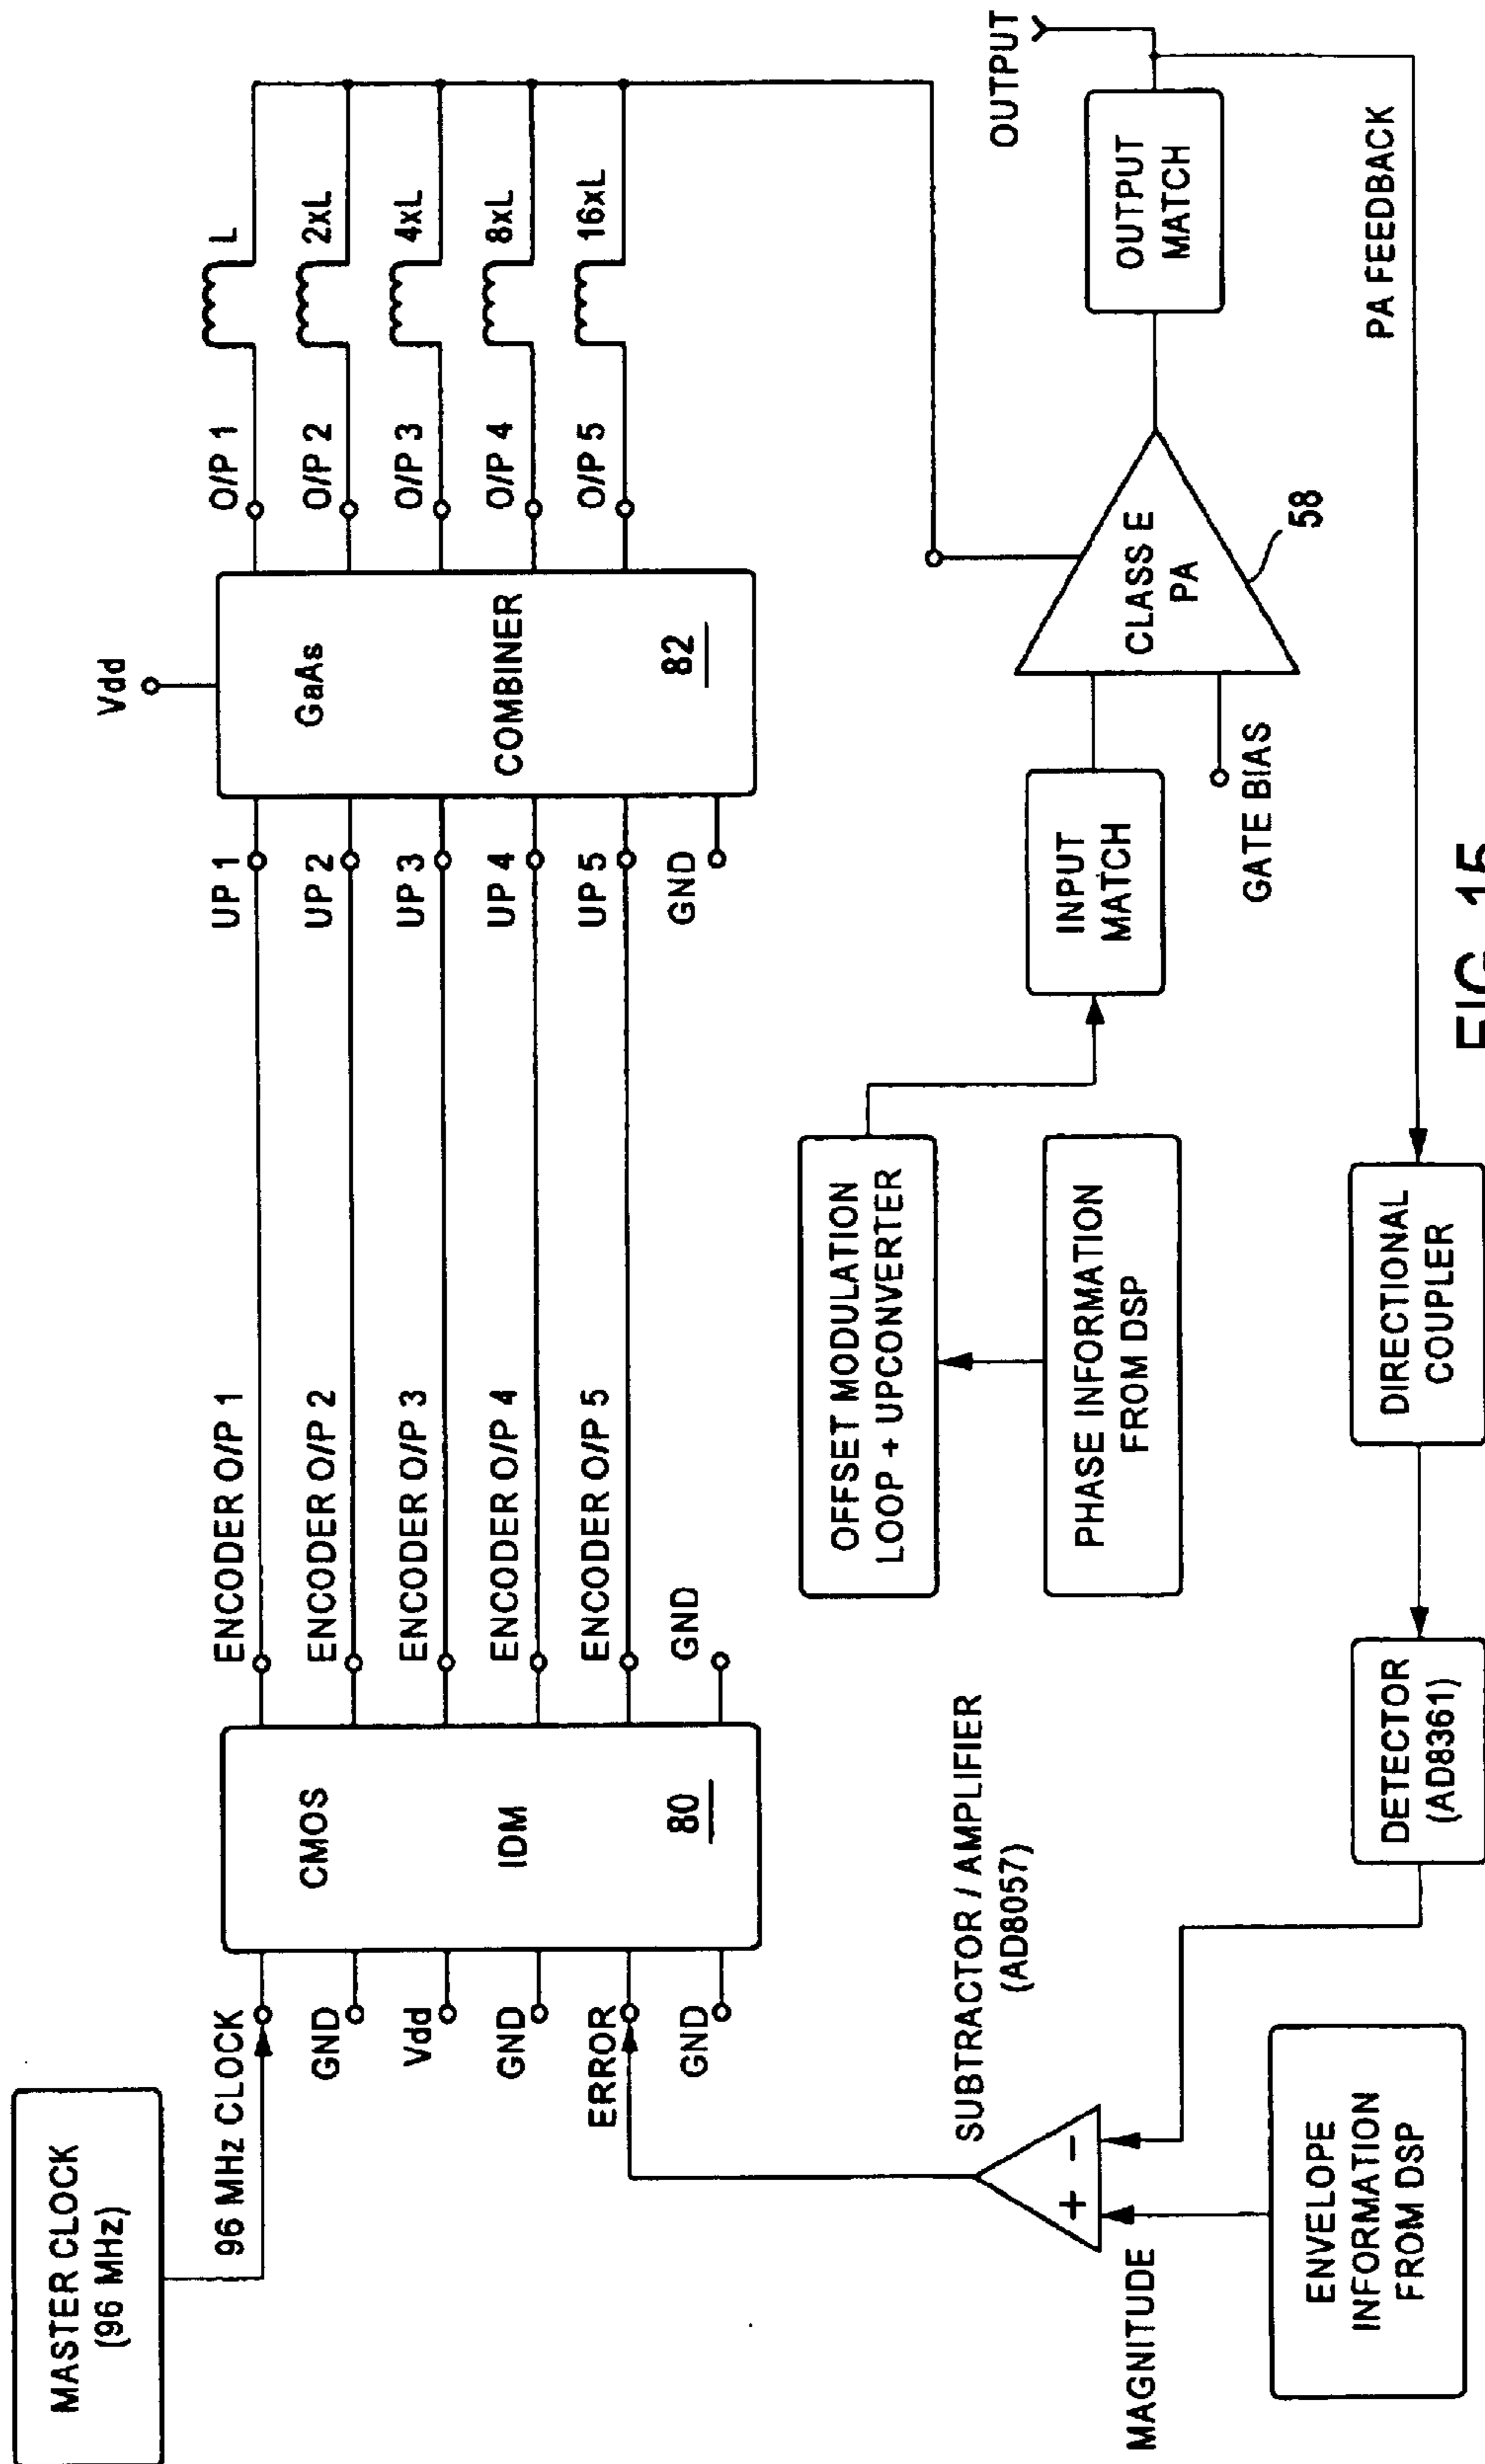 MASTER CLOCK
(96 MHz)
96 MHz CLOCK
GND
Vdd
GND
ERROR
GND
CMOS
IDM
80
ENCODER O/P 1
ENCODER O/P 2
ENCODER O/P 3
ENCODER O/P 4
ENCODER O/P 5
GND
UP 1
UP 2
UP 3
UP 4
UP 5
GND
Vdd
GaAs
COMBINER
82
O/P 1
O/P 2
O/P 3
O/P 4
O/P 5
L
2xL
4xL
8xL
16xL
SUBTRACTOR / AMPLIFIER
(AD8057)
+
−
MAGNITUDE
ENVELOPE
INFORMATION
FROM DSP
OFFSET MODULATION
LOOP + UPCONVERTER
PHASE INFORMATION
FROM DSP
INPUT
MATCH
GATE BIAS
CLASS E
PA
58
OUTPUT
MATCH
OUTPUT
PA FEEDBACK
DIRECTIONAL
COUPLER
DETECTOR
(AD8361)
FIG. 15